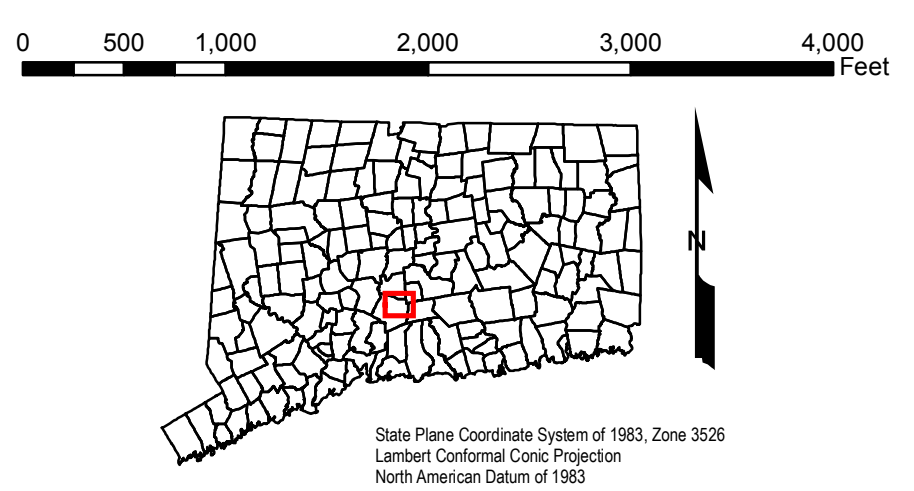 0 500 1,000 2,000 3,000 4,000
Feet
N
State Plane Coordinate System of 1983, Zone 3526
Lambert Conformal Conic Projection
North American Datum of 1983